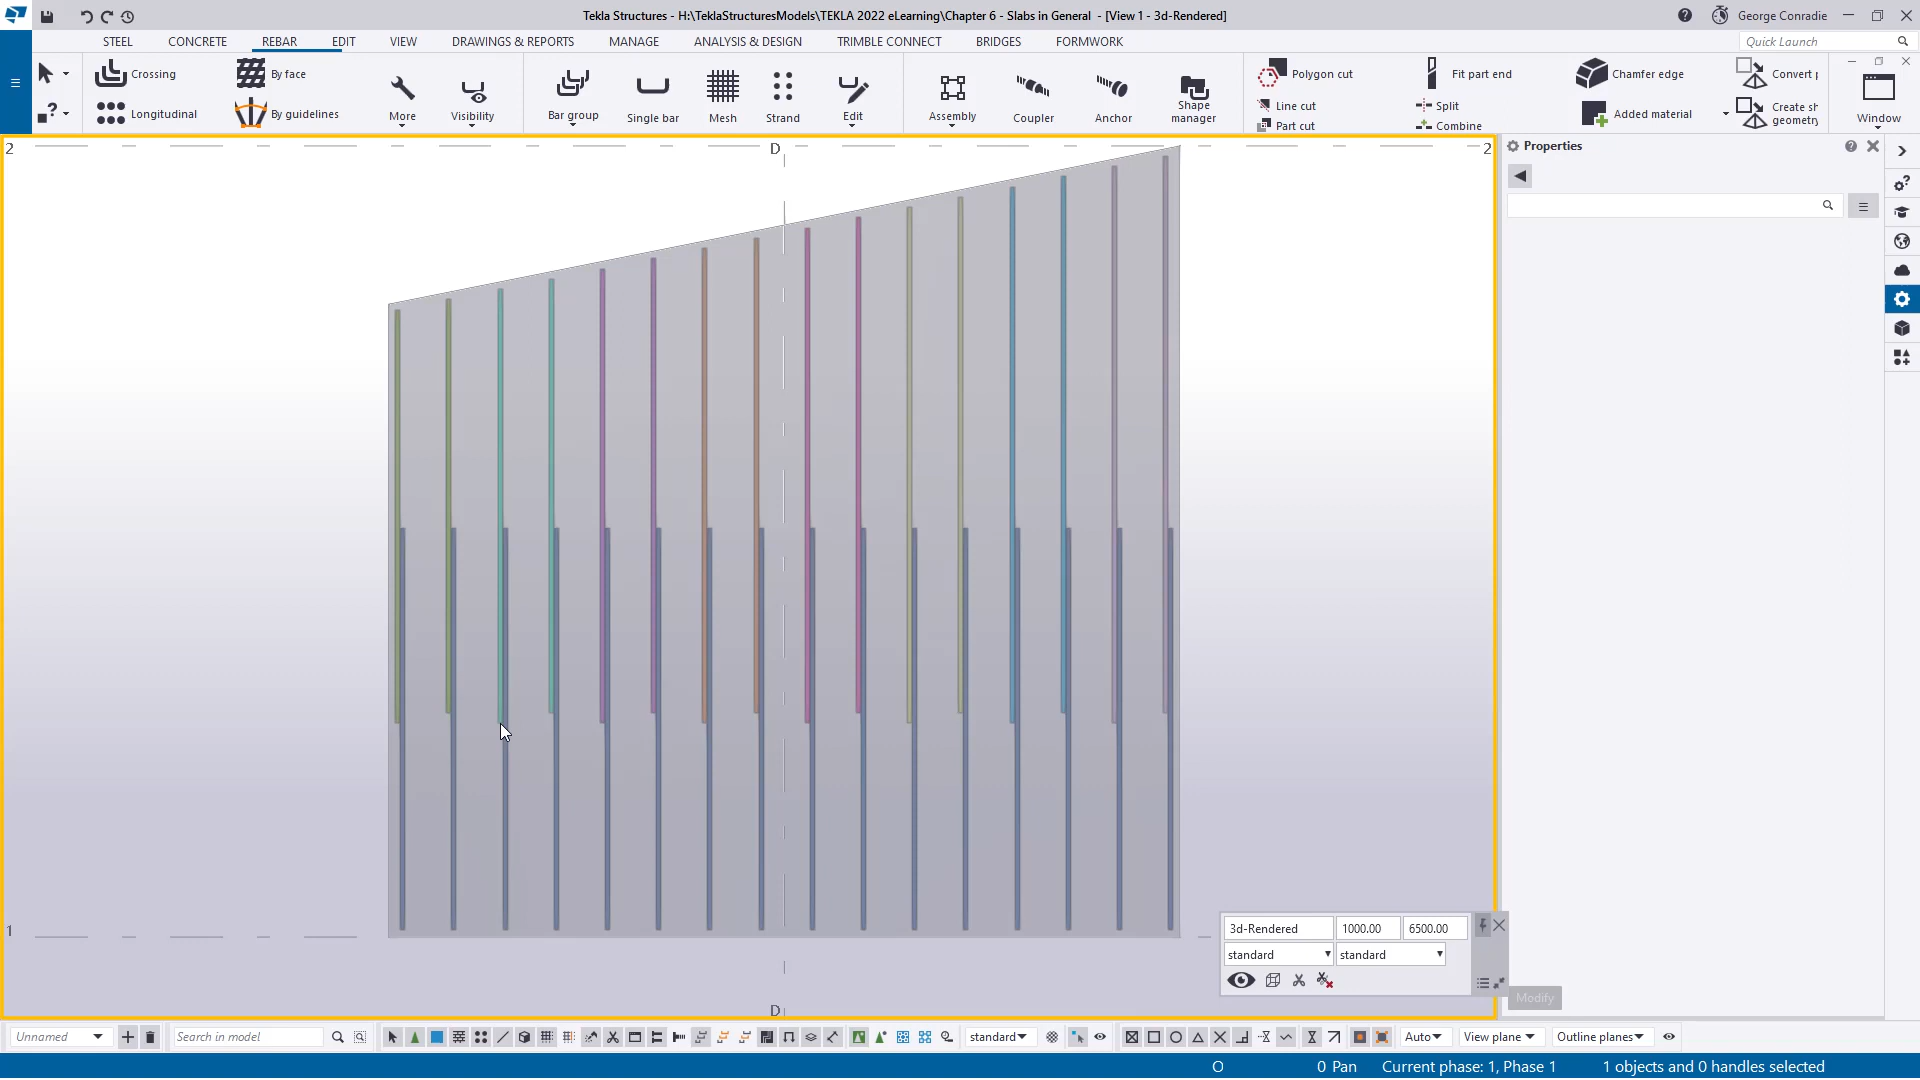 Tekla Structures - H:\TeklaStructuresModels\TEKLA 2022 eLearning\Chapter 6 - Slabs in General - [View 1 - 3d-Rendered]
George Conradie
STEEL CONCRETE REBAR EDIT VIEW DRAWINGS & REPORTS MANAGE ANALYSIS & DESIGN TRIMBLE CONNECT BRIDGES FORMWORK
Quick Launch
Crossing
By face
Longitudinal
By guidelines
More
Visibility
Bar group
Single bar
Mesh
Strand
Edit
Assembly
Coupler
Anchor
Shape
manager
Polygon cut
Line cut
Part cut
Fit part end
Split
Combine
Chamfer edge
Added material
Convert p
Create sh
geometry
Window
2 D 2
Properties
1
D
3d-Rendered 1000.00 6500.00
standard standard
Modify
Unnamed
Search in model
standard
Auto
View plane
Outline planes
O 0 Pan Current phase: 1, Phase 1 1 objects and 0 handles selected